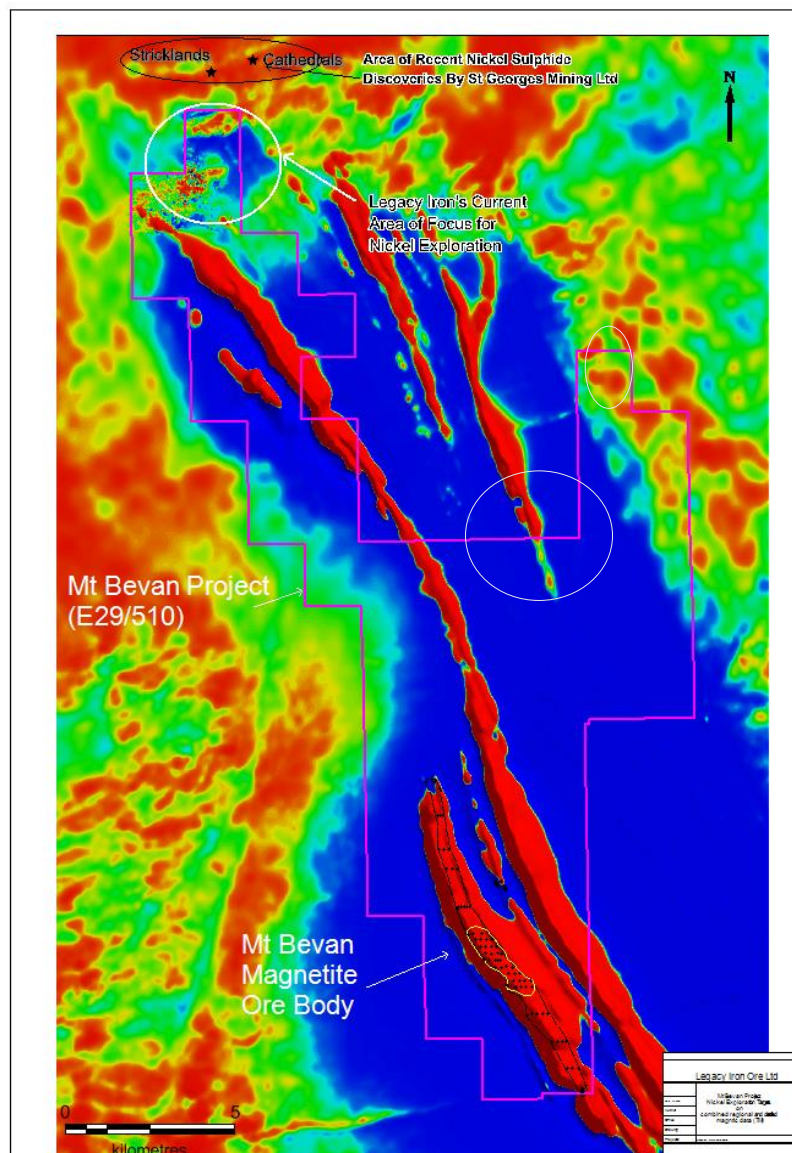 Stricklands
Cathedrals
Area of Recent Nickel Sulphide
Discoveries By St Georges Mining Ltd
N
Legacy Iron's Current
Area of Focus for
Nickel Exploration
Mt Bevan Project
(E29/510)
Mt Bevan
Magnetite
Ore Body
0 5
kilometres
Legacy Iron Ore Ltd
Mt Bevan Project
Nickel Exploration Targets
on
combined regional and detailed
magnetic data (TMI)